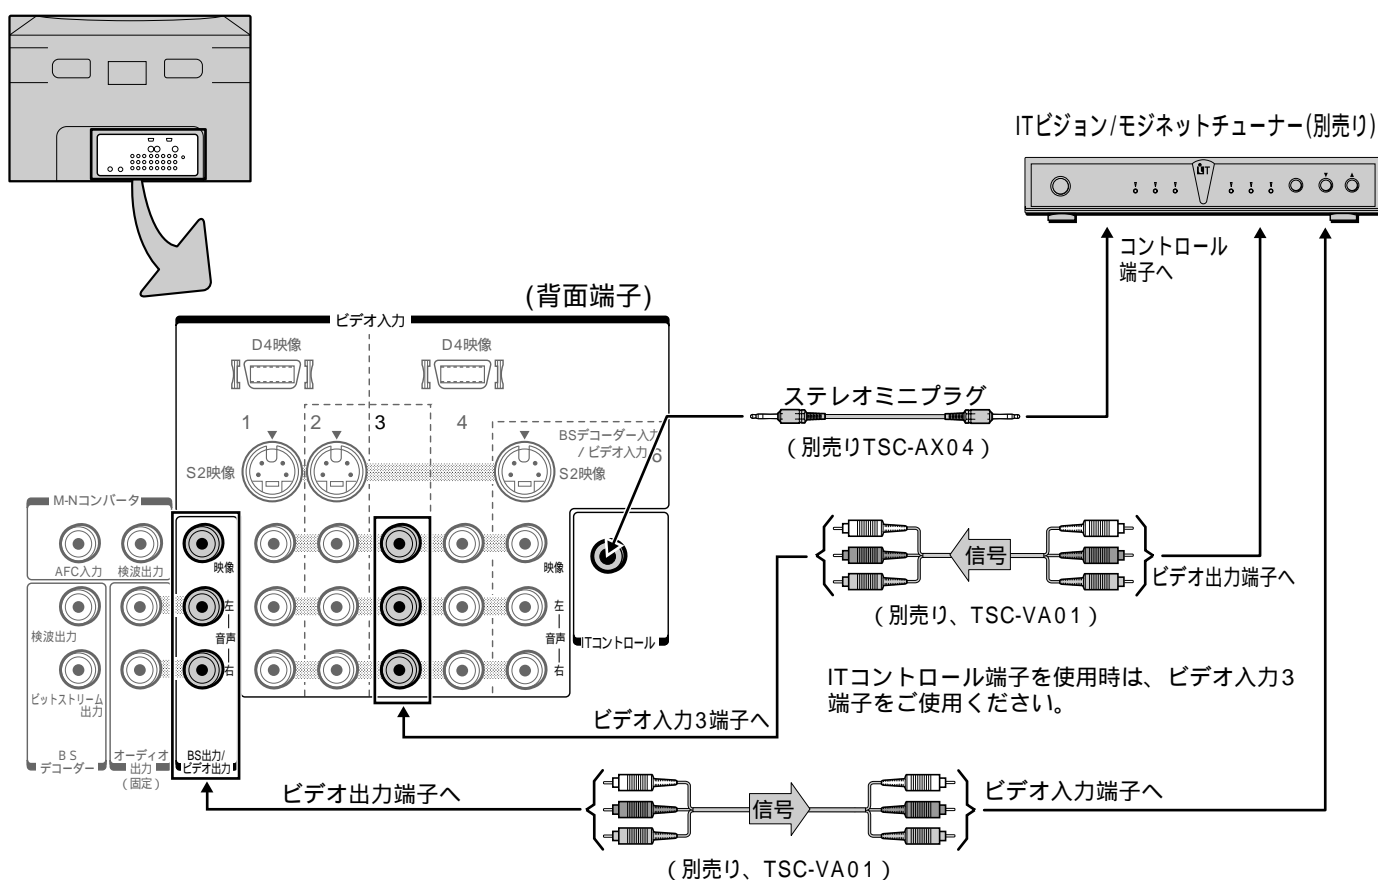 ITビジョン/モジネットチューナー(別売り)
iT
コントロール
端子へ
(背面端子)
ビデオ入力
D4映像
D4映像
1
2
3
4
BSデコーダー入力
/ ビデオ入力6
S2映像
S2映像
ステレオミニプラグ
(別売りTSC-AX04)
M-Nコンバータ
AFC入力
検波出力
映像
映像
検波出力
左
音声
右
左
音声
右
ITコントロール
ビットストリーム
出力
BS
デコーダー
オーディオ
出力
(固定)
BS出力/
ビデオ出力
信号
ビデオ出力端子へ
(別売り、TSC-VA01)
ITコントロール端子を使用時は、ビデオ入力3
端子をご使用ください。
ビデオ入力3端子へ
ビデオ出力端子へ
信号
ビデオ入力端子へ
(別売り、TSC-VA01)